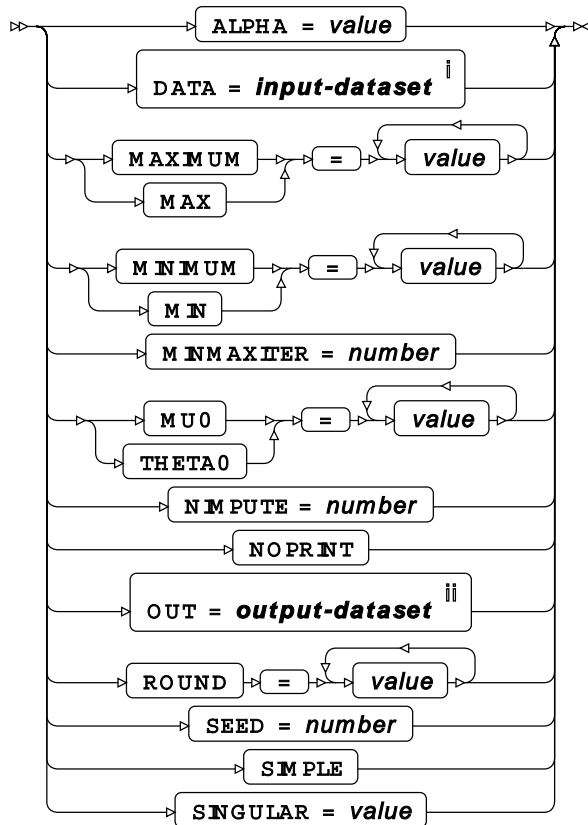 ALPHA = value
DATA = input-dataset i
MAXIMUM = value
MAX
MINIMUM = value
MIN
MINMAXITER = number
MU0 = value
THETA0
NIMPUTE = number
NOPRINT
OUT = output-dataset ii
ROUND = value
SEED = number
SIMPLE
SINGULAR = value